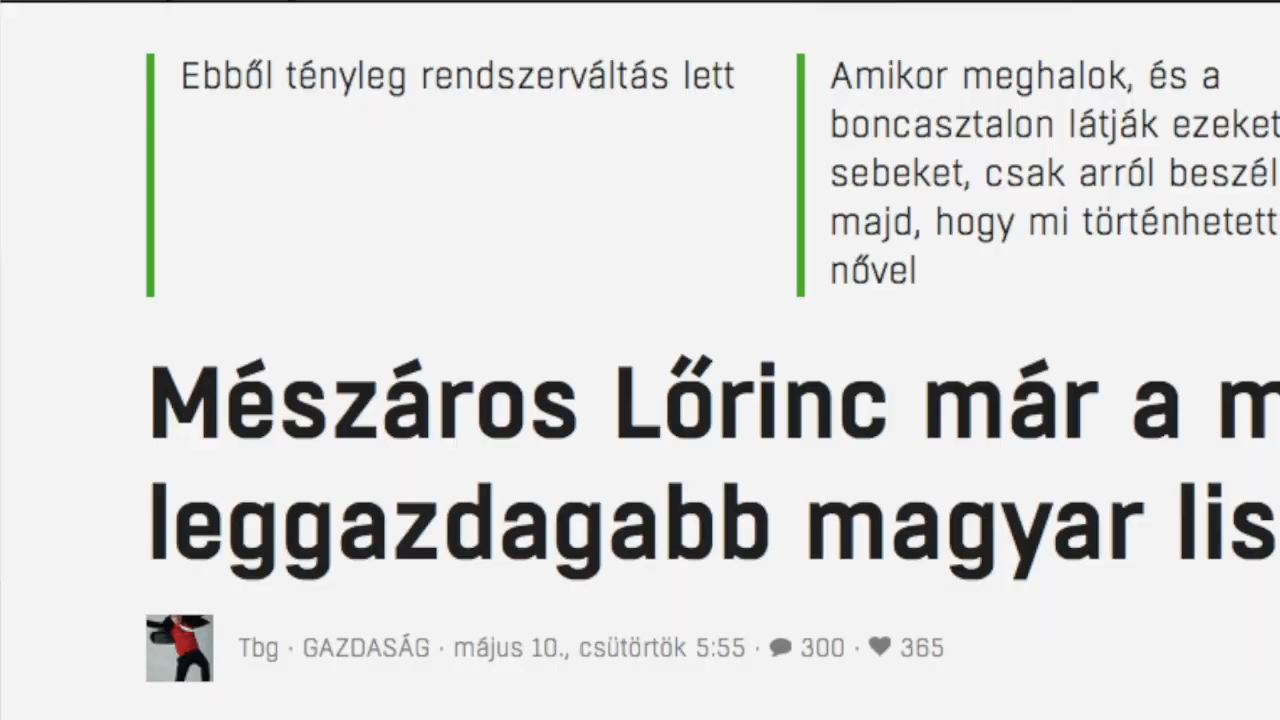 Ebből tényleg rendszerváltás lett
Amikor meghalok, és a
boncasztalon látják ezeket
sebeket, csak arról beszél
majd, hogy mi történhetett
nővel
Mészáros Lőrinc már a m
leggazdagabb magyar lis
Tbg · GAZDASÁG · május 10., csütörtök 5:55 · 300 · 365